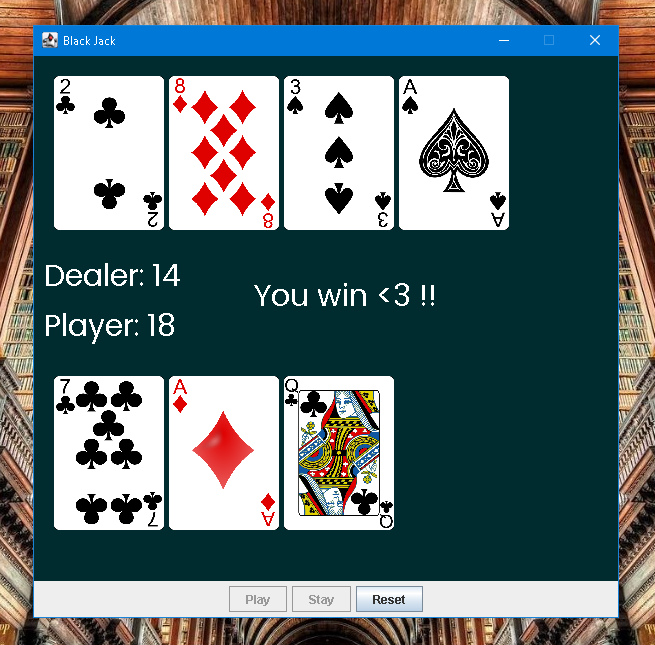 Black Jack
2 8 3 A
2 8 3 A
Dealer: 14
You win <3 !!
Player: 18
7 A Q
7 A Q
Play Stay Reset